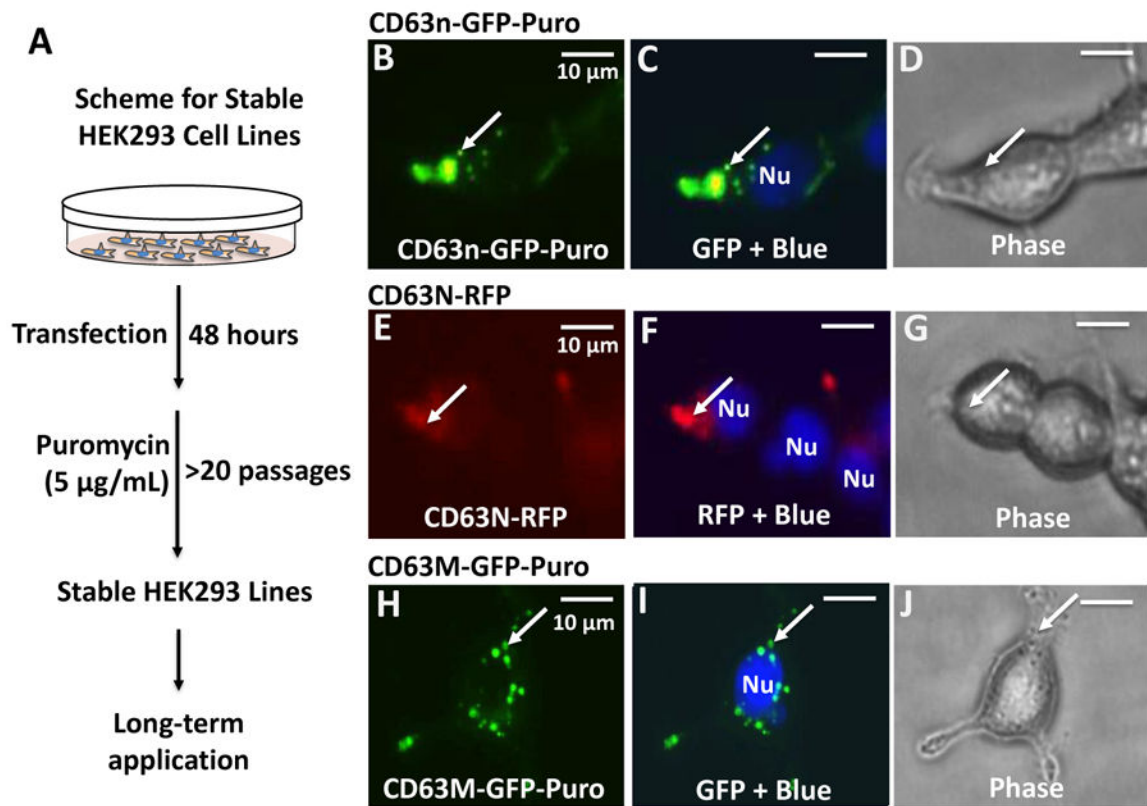 A
Scheme for Stable
HEK293 Cell Lines
Transfection
48 hours
Puromycin
(5 µg/mL)
>20 passages
Stable HEK293 Lines
Long-term
application
CD63n-GFP-Puro
B
10 µm
CD63n-GFP-Puro
C
Nu
GFP + Blue
D
Phase
CD63N-RFP
E
10 µm
CD63N-RFP
F
Nu
Nu
Nu
RFP + Blue
G
Phase
CD63M-GFP-Puro
H
10 µm
CD63M-GFP-Puro
I
Nu
GFP + Blue
J
Phase